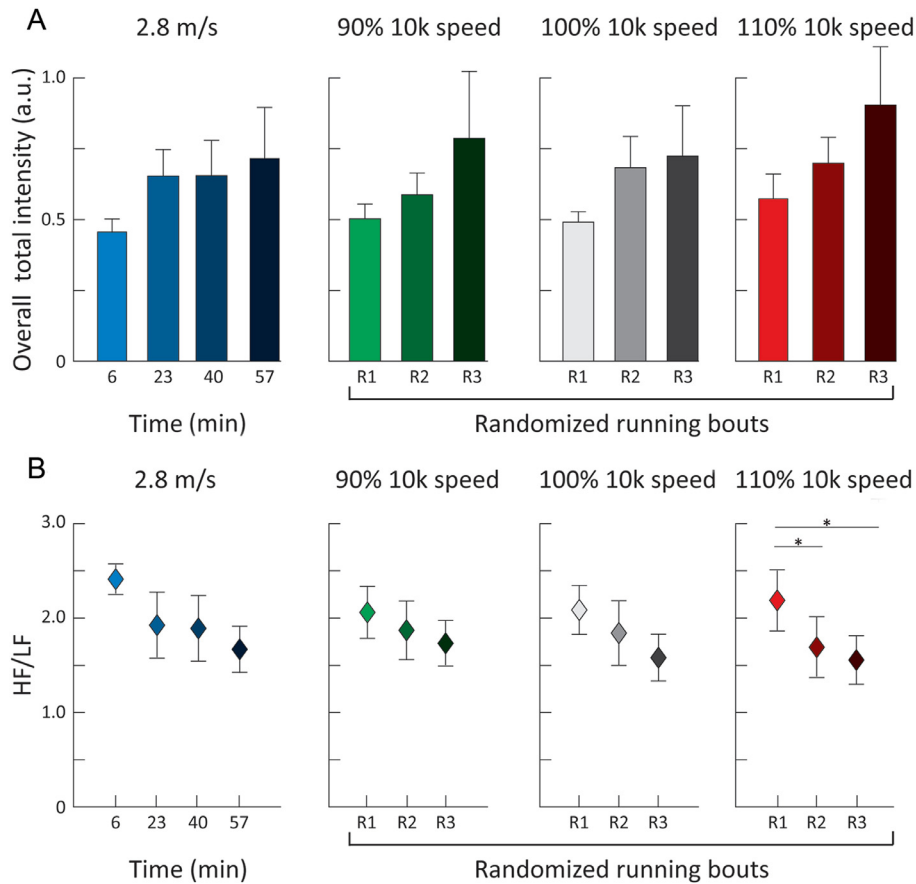 A
2.8 m/s 90% 10k speed 100% 10k speed 110% 10k speed
Overall total intensity (a.u.)
1.0
0.5
0
6 23 40 57 R1 R2 R3 R1 R2 R3 R1 R2 R3
Time (min) Randomized running bouts
B
2.8 m/s 90% 10k speed 100% 10k speed 110% 10k speed
HF/LF
3.0
2.0
1.0
0
*
*
6 23 40 57 R1 R2 R3 R1 R2 R3 R1 R2 R3
Time (min) Randomized running bouts